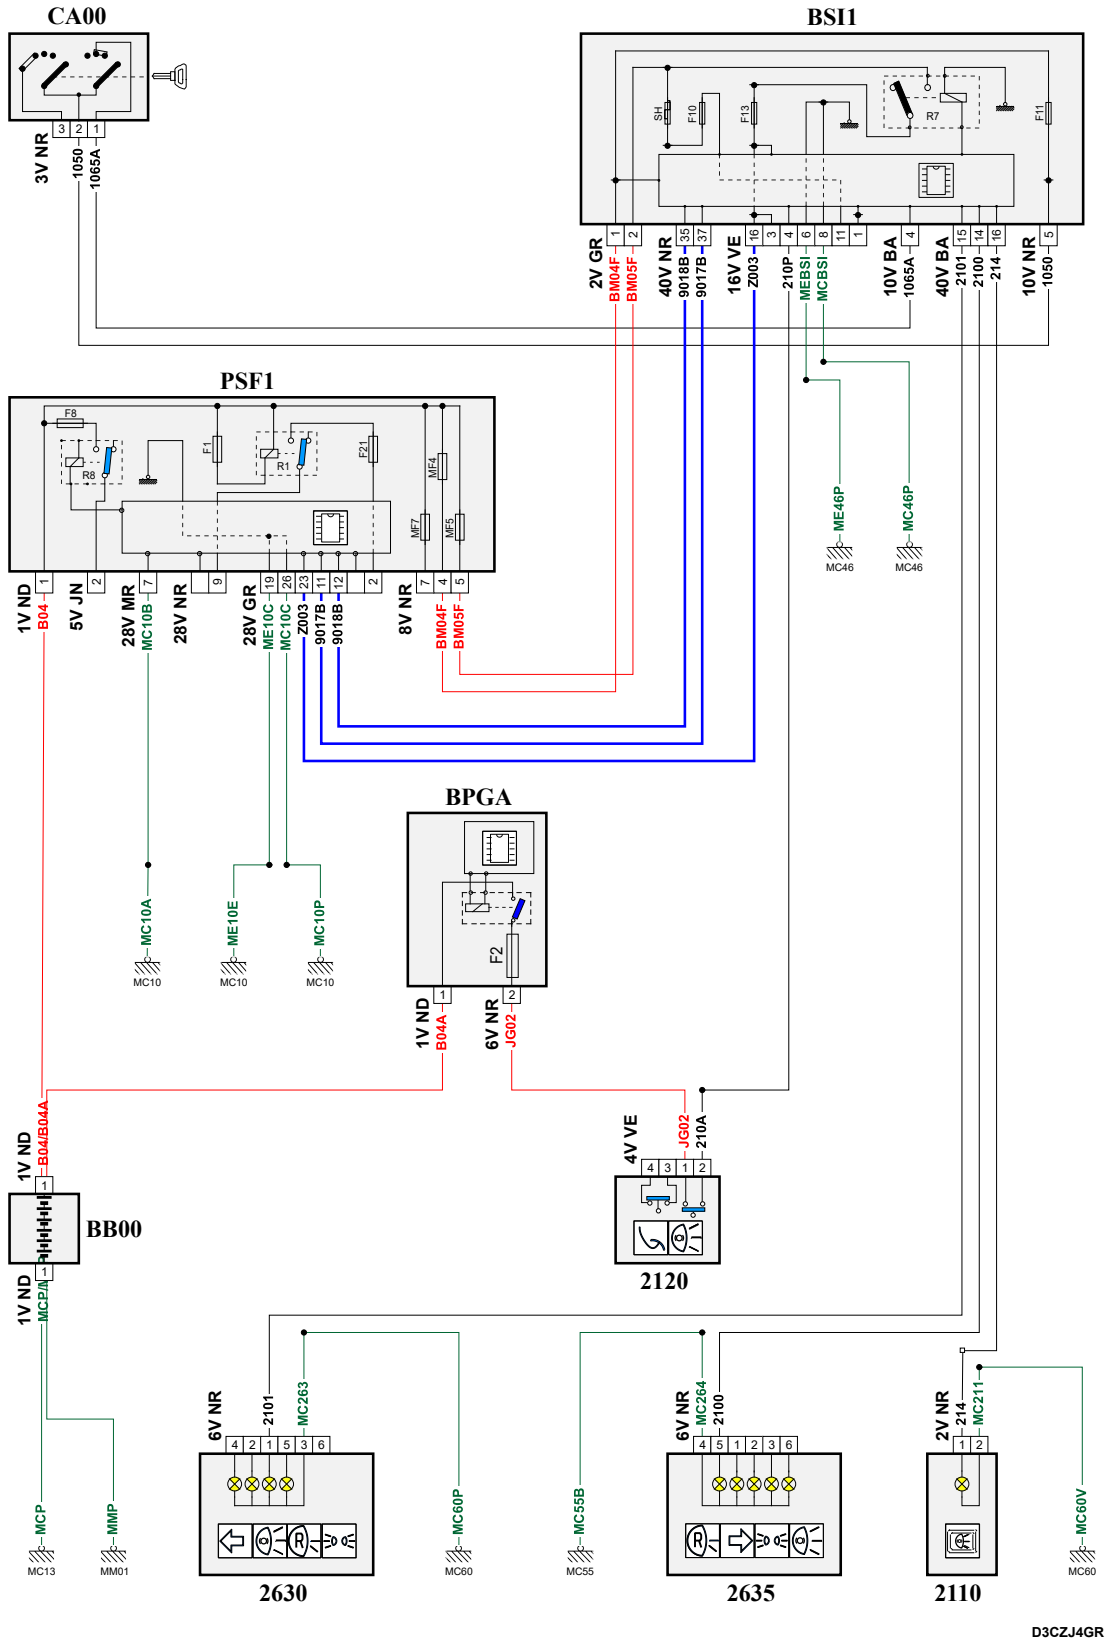 CA00
BSI1
3 2 1
3V NR
1050
1065A
SH
F10
F13
R7
F11
1 2
35 37
16 3 4 6 8 11 1
4
15 14 16
5
2V GR
BM04F
BM05F
40V NR
9018B
9017B
16V VE
Z003
210P
MEBSI
MCBSI
10V BA
1065A
40V BA
2101
2100
214
10V NR
1050
PSF1
F8
R8
F1
R1
F21
MF7
MF4
MF5
ME46P
MC46P
MC46
MC46
1
2
7
9
19 26 23 11 12 2
7 4 5
1V ND
B04
5V JN
28V MR
MC10B
28V NR
28V GR
ME10C
MC10C
Z003
9017B
9018B
8V NR
BM04F
BM05F
BPGA
F2
MC10A
ME10E
MC10P
MC10
MC10
MC10
1
2
1V ND
B04A
6V NR
JG02
1V ND
B04/B04A
1
BB00
1
1V ND
MCP/M
4V VE
JG02
210A
4 3 1 2
2120
6V NR
2101
MC263
4 2 1 5 3 6
R
2630
MC60P
MC60
MC55B
MC55
6V NR
MC264
2100
4 5 1 2 3 6
R
2635
2V NR
214
MC211
1 2
2110
MC60V
MC60
MCP
MC13
MMP
MM01
D3CZJ4GR